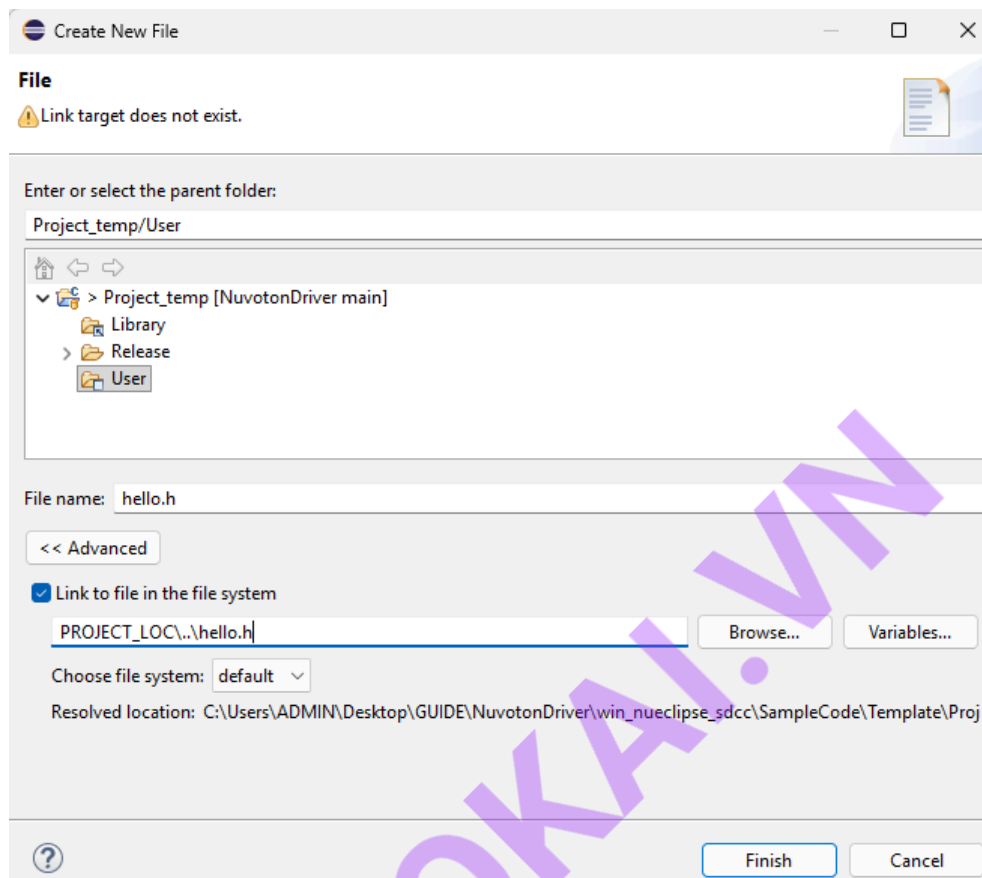 Create New File
File
Link target does not exist.
Enter or select the parent folder:
Project_temp/User
> Project_temp [NuvotonDriver main]
Library
Release
User
File name: hello.h
<< Advanced
Link to file in the file system
PROJECT_LOC\..\hello.h Browse... Variables...
Choose file system: default
Resolved location: C:\Users\ADMIN\Desktop\GUIDE\NuvotonDriver\win_nueclipse_sdcc\SampleCode\Template\Proj
OKAI.VN
Finish Cancel